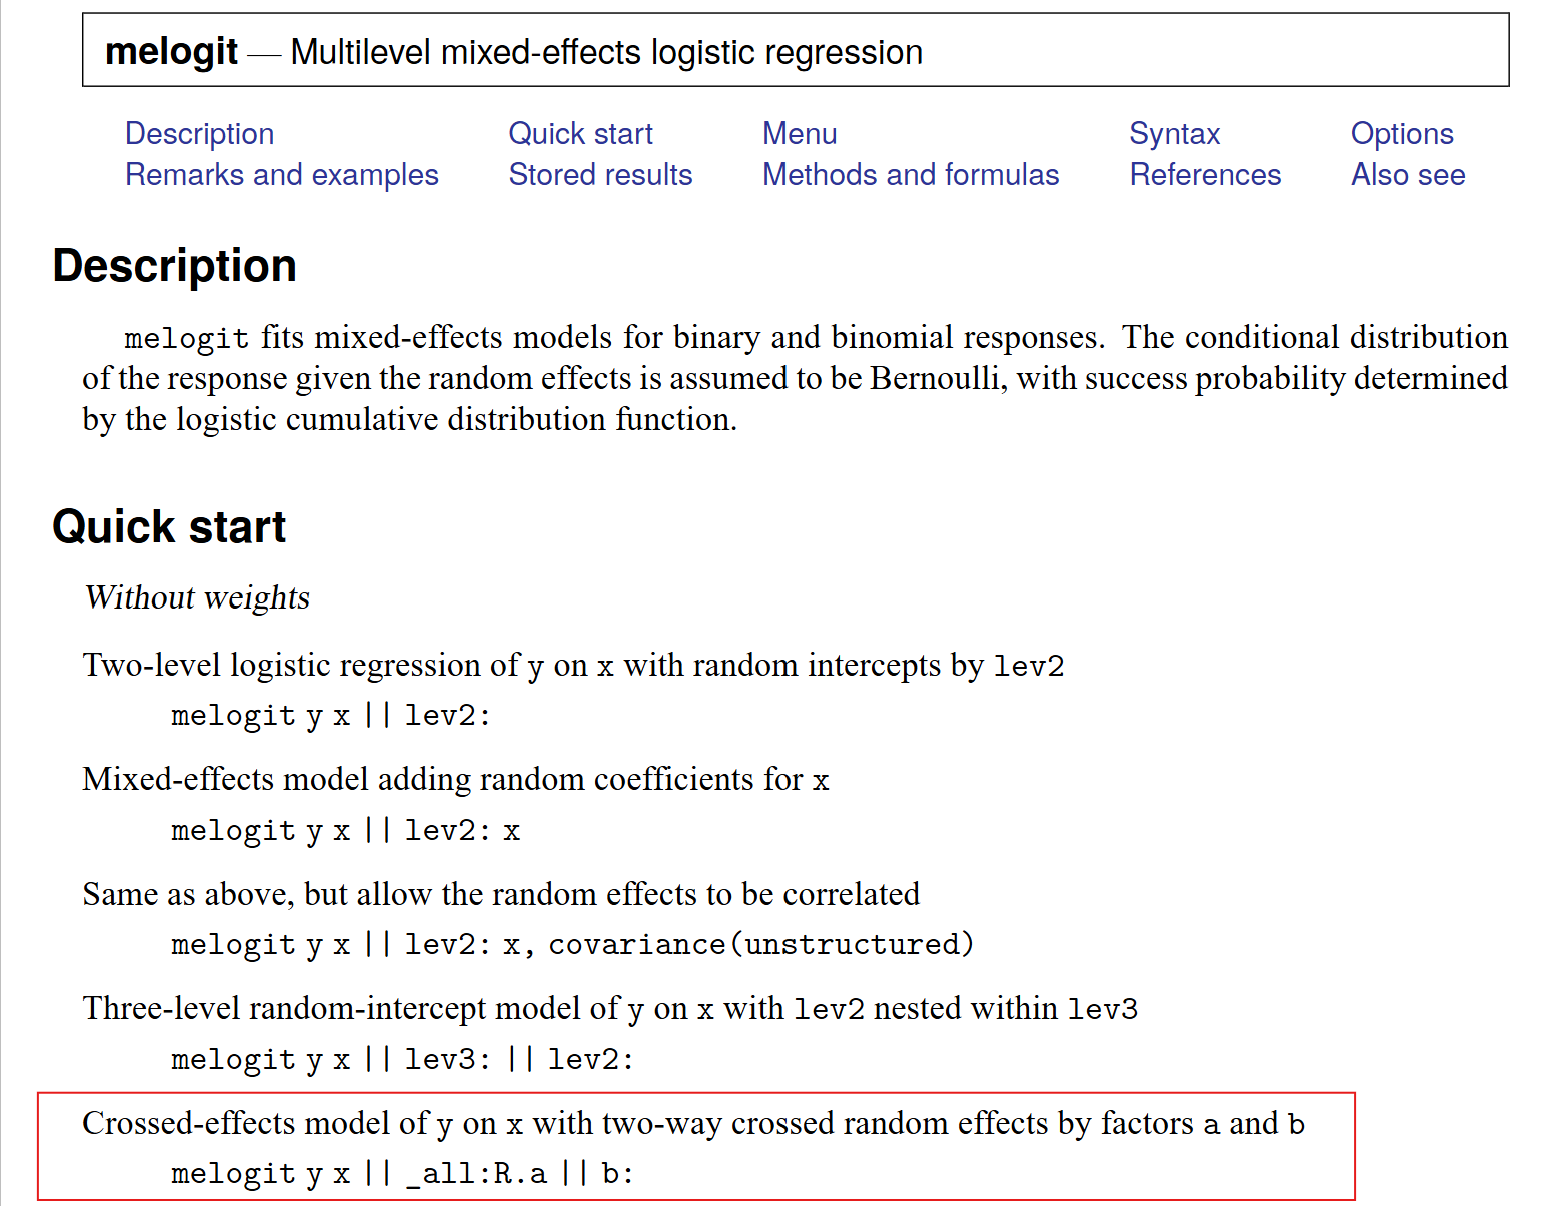 melogit — Multilevel mixed-effects logistic regression
Description Quick start Menu Syntax Options
Remarks and examples Stored results Methods and formulas References Also see
Description
melogit fits mixed-effects models for binary and binomial responses. The conditional distribution
of the response given the random effects is assumed to be Bernoulli, with success probability determined
by the logistic cumulative distribution function.
Quick start
Without weights
Two-level logistic regression of y on x with random intercepts by lev2
melogit y x || lev2:
Mixed-effects model adding random coefficients for x
melogit y x || lev2: x
Same as above, but allow the random effects to be correlated
melogit y x || lev2: x, covariance(unstructured)
Three-level random-intercept model of y on x with lev2 nested within lev3
melogit y x || lev3: || lev2:
Crossed-effects model of y on x with two-way crossed random effects by factors a and b
melogit y x || _all:R.a || b: